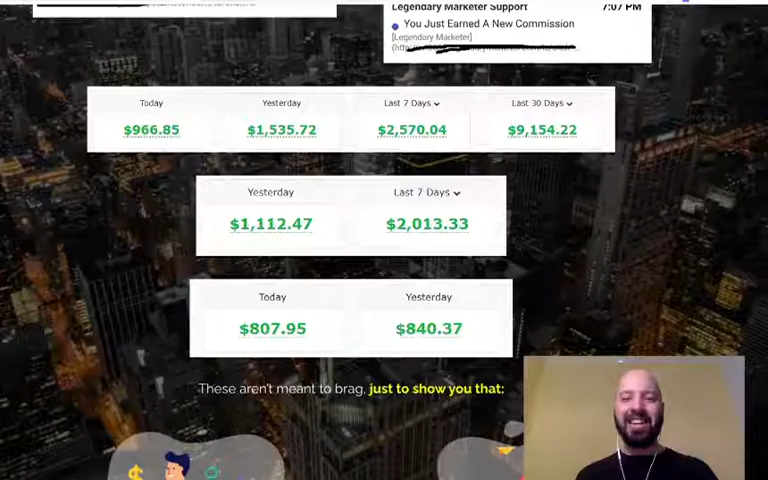 Legendary Marketer Support 7:07 PM
You Just Earned A New Commission
[Legendary Marketer]
Today Yesterday Last 7 Days Last 30 Days
$966.85 $1,535.72 $2,570.04 $9,154.22
Yesterday Last 7 Days
$1,112.47 $2,013.33
Today Yesterday
$807.95 $840.37
These aren't meant to brag, just to show you that: